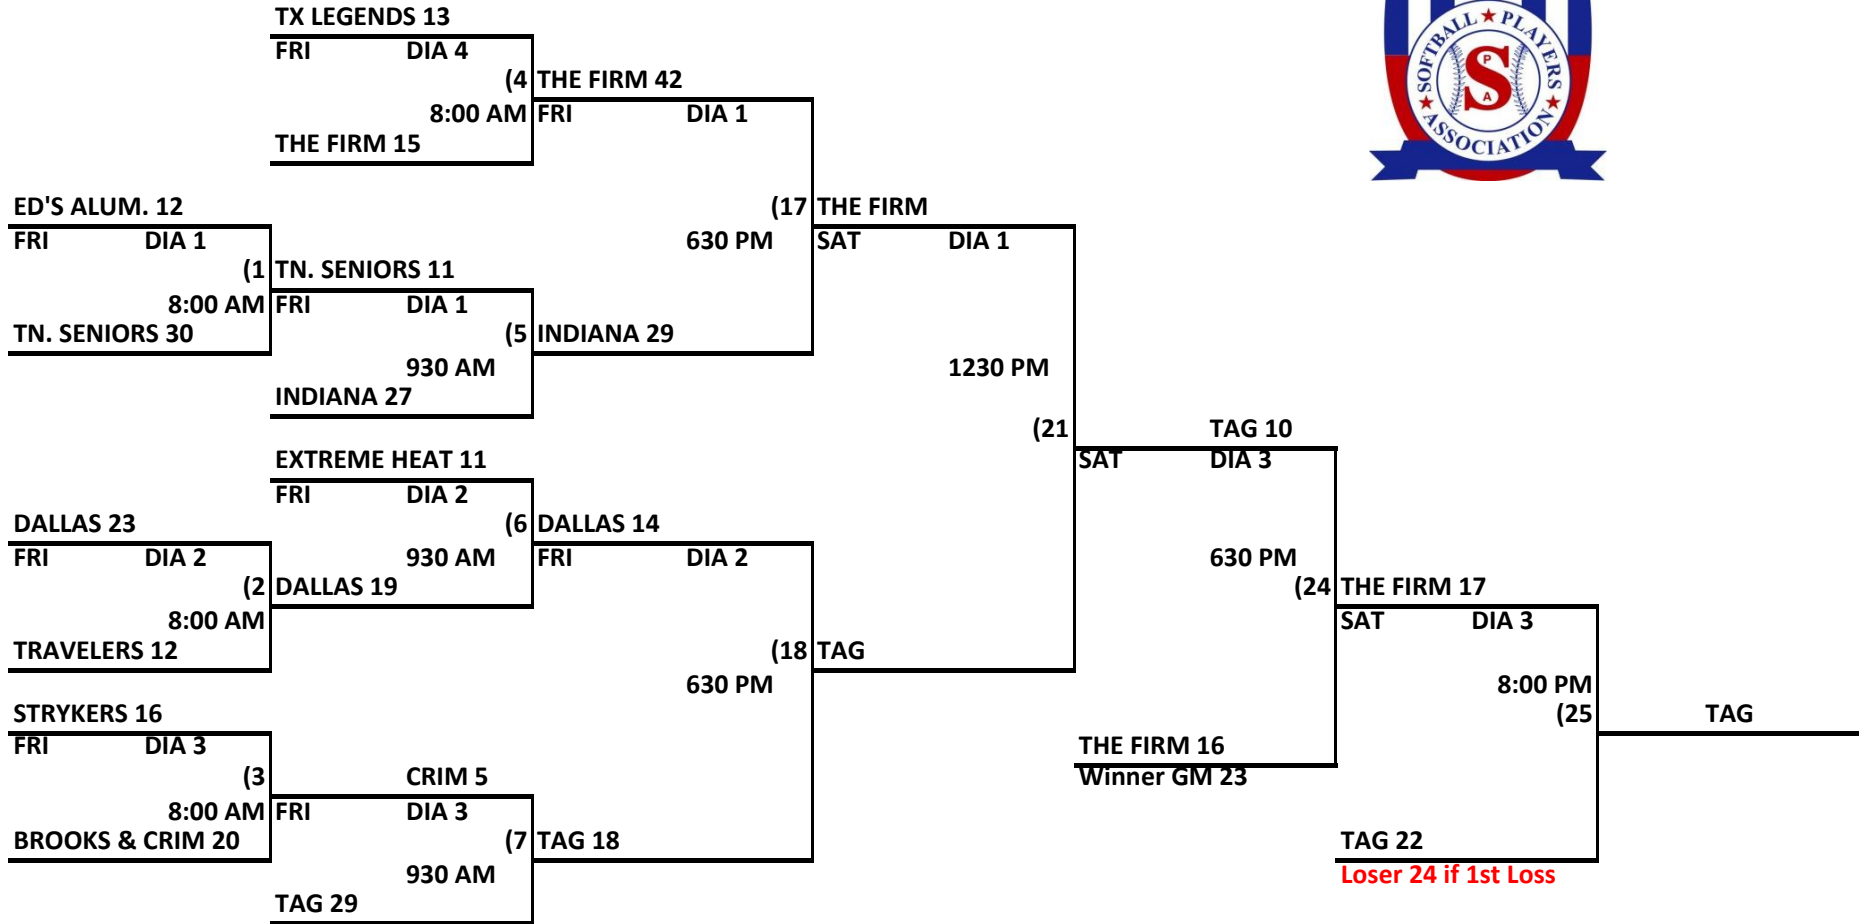 TX LEGENDS 13
FRI DIA 4
(4 THE FIRM 42
8:00 AM FRI DIA 1
THE FIRM 15
SOFTBALL ★ PLAYERS ★ ASSOCIATION ★
S
P
A
ED'S ALUM. 12
(17 THE FIRM
FRI DIA 1
630 PM SAT DIA 1
(1 TN. SENIORS 11
8:00 AM FRI DIA 1
TN. SENIORS 30
(5 INDIANA 29
930 AM
1230 PM
INDIANA 27
(21 TAG 10
EXTREME HEAT 11
SAT DIA 3
FRI DIA 2
DALLAS 23
(6 DALLAS 14
FRI DIA 2
930 AM FRI DIA 2
630 PM
(2 DALLAS 19
(24 THE FIRM 17
8:00 AM
SAT DIA 3
TRAVELERS 12
(18 TAG
630 PM
8:00 PM
STRYKERS 16
(25 TAG
FRI DIA 3
THE FIRM 16
(3 CRIM 5
Winner GM 23
8:00 AM FRI DIA 3
BROOKS & CRIM 20
(7 TAG 18
TAG 22
930 AM
Loser 24 if 1st Loss
TAG 29